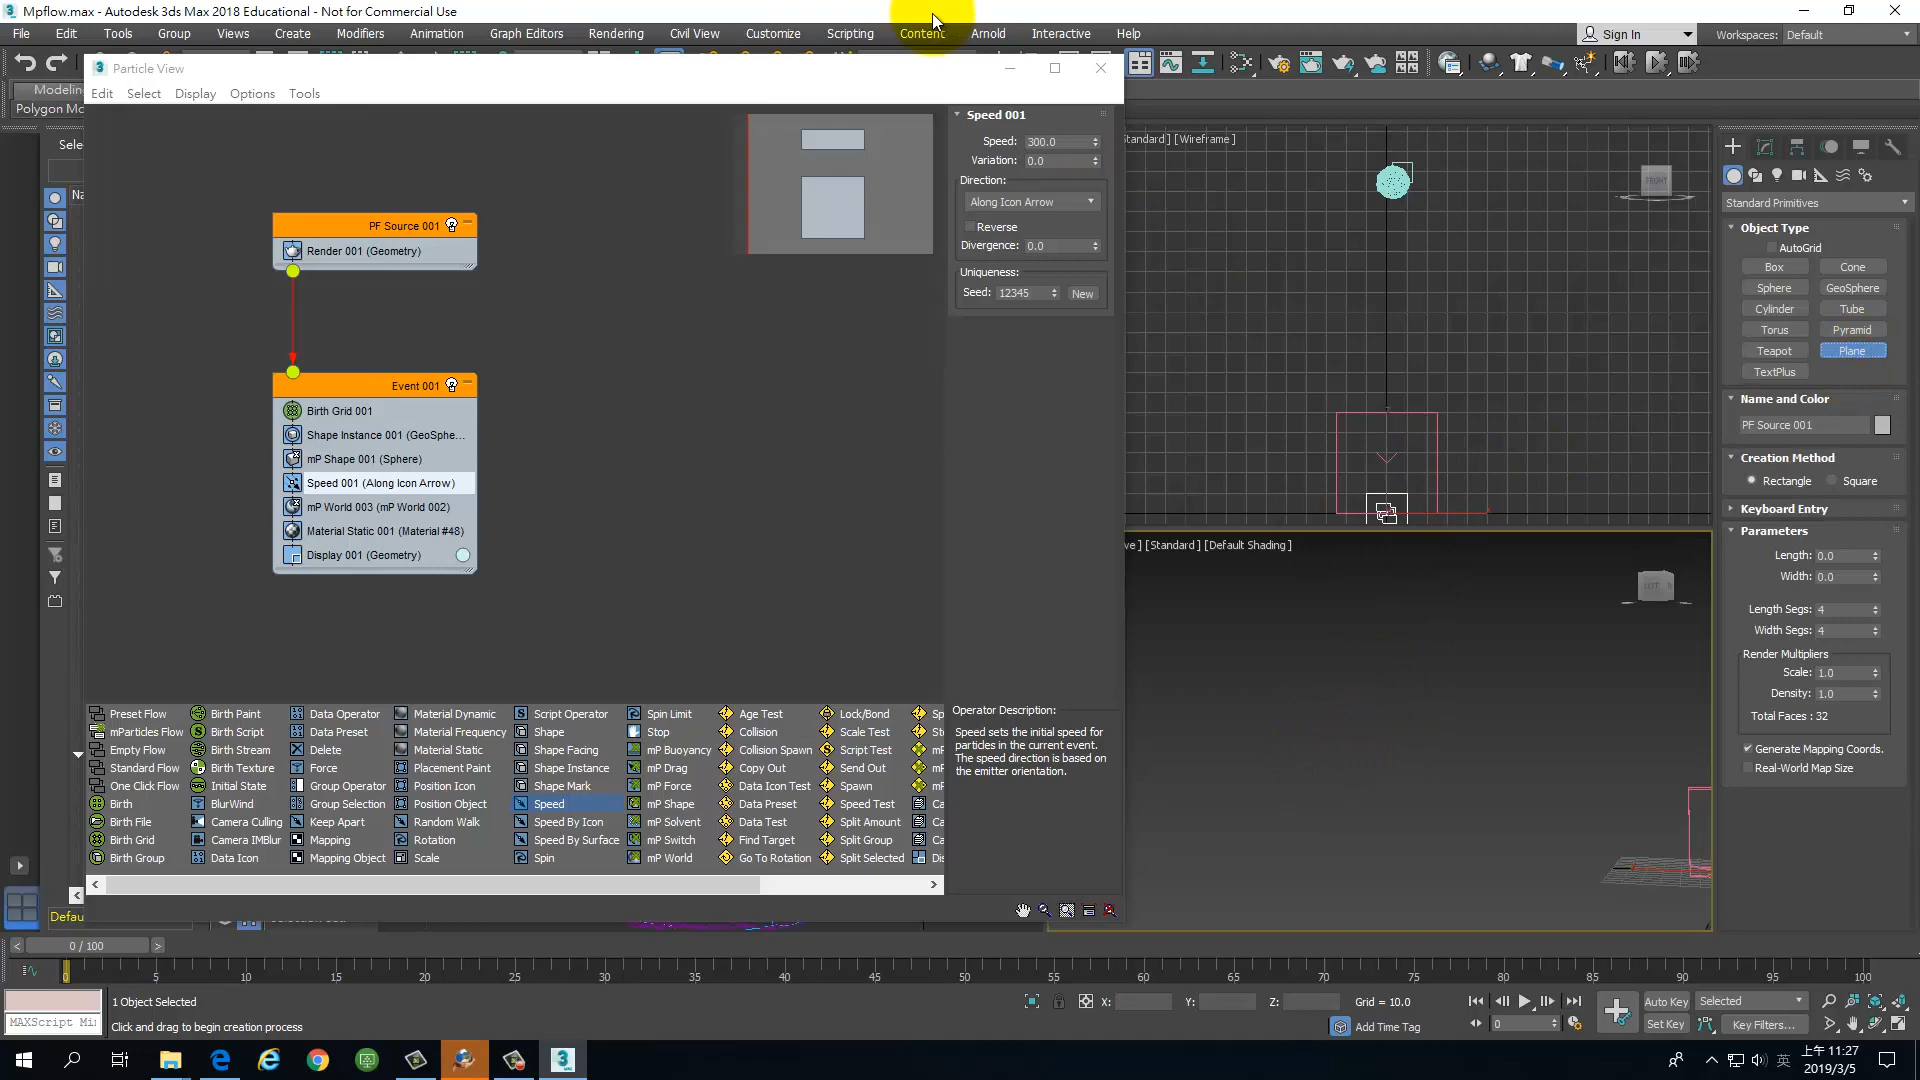 Mpflow.max - Autodesk 3ds Max 2018 Educational - Not for Commercial Use
File Edit Tools Group Views Create Modifiers Animation Graph Editors Rendering Civil View Customize Scripting Content Arnold Interactive Help
Sign In Workspaces: Default
Particle View
Edit Select Display Options Tools
Polygon Mo
Sele
Speed 001
Speed: 300.0
Variation: 0.0
Direction:
Along Icon Arrow
Reverse
Divergence: 0.0
Uniqueness:
Seed: 12345 New
PF Source 001
Render 001 (Geometry)
Event 001
Birth Grid 001
Shape Instance 001 (GeoSphe...
mP Shape 001 (Sphere)
Speed 001 (Along Icon Arrow)
mP World 003 (mP World 002)
Material Static 001 (Material #48)
Display 001 (Geometry)
Standard ] [Wireframe ]
FRONT
ve ] [Standard ] [Default Shading ]
LEFT
Standard Primitives
Object Type
AutoGrid
Box Cone
Sphere GeoSphere
Cylinder Tube
Torus Pyramid
Teapot Plane
TextPlus
Name and Color
PF Source 001
Creation Method
Rectangle Square
Keyboard Entry
Parameters
Length: 0.0
Width: 0.0
Length Segs: 4
Width Segs: 4
Render Multipliers
Scale: 1.0
Density: 1.0
Total Faces : 32
Generate Mapping Coords.
Real-World Map Size
Preset Flow Birth Paint Data Operator Material Dynamic Script Operator Spin Limit Age Test Lock/Bond Sp
mParticles Flow Birth Script Data Preset Material Frequency Shape Stop Collision Scale Test St
Empty Flow Birth Stream Delete Material Static Shape Facing mP Buoyancy Collision Spawn Script Test m
Standard Flow Birth Texture Force Placement Paint Shape Instance mP Drag Copy Out Send Out m
One Click Flow Initial State Group Operator Position Icon Shape Mark mP Force Data Icon Test Spawn m
Birth BlurWind Group Selection Position Object Speed mP Shape Data Preset Speed Test Ca
Birth File Camera Culling Keep Apart Random Walk Speed By Icon mP Solvent Data Test Split Amount Ca
Birth Grid Camera IMBlur Mapping Rotation Speed By Surface mP Switch Find Target Split Group Ca
Birth Group Data Icon Mapping Object Scale Spin mP World Go To Rotation Split Selected Di
Operator Description:
Speed sets the initial speed for
particles in the current event.
The speed direction is based on
the emitter orientation.
Defau
0 / 100
0 5 10 15 20 25 30 35 40 45 50 55 60 65 70 75 80 85 90 95 100
1 Object Selected
Click and drag to begin creation process
MAXScript Mi
X: Y: Z: Grid = 10.0
Add Time Tag
0
Auto Key Selected
Set Key Key Filters...
英
上午 11:27
2019/3/5